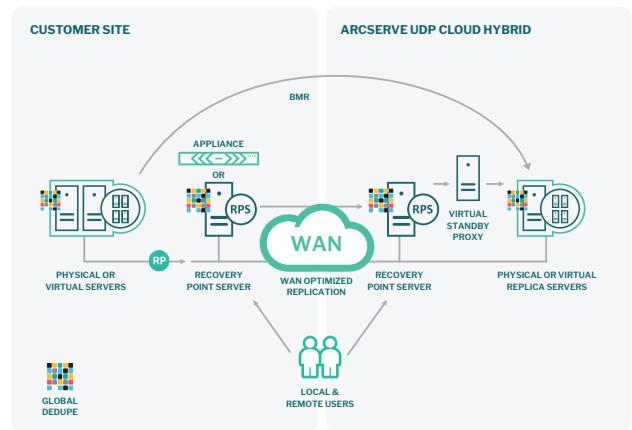 CUSTOMER SITE
ARCSERVE UDP CLOUD HYBRID
BMR
APPLIANCE
OR
RPS
RPS
WAN
VIRTUAL
STANDBY
PROXY
RP
PHYSICAL OR
VIRTUAL SERVERS
RECOVERY
POINT SERVER
WAN OPTIMIZED
REPLICATION
RECOVERY
POINT SERVER
PHYSICAL OR VIRTUAL
REPLICA SERVERS
LOCAL &
REMOTE USERS
GLOBAL
DEDUPE